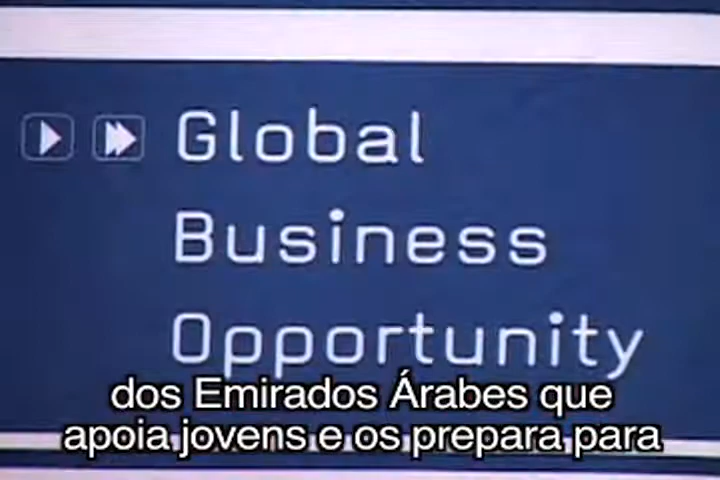 Global
Business
Opportunity
dos Emirados Árabes que
apoia jovens e os prepara para